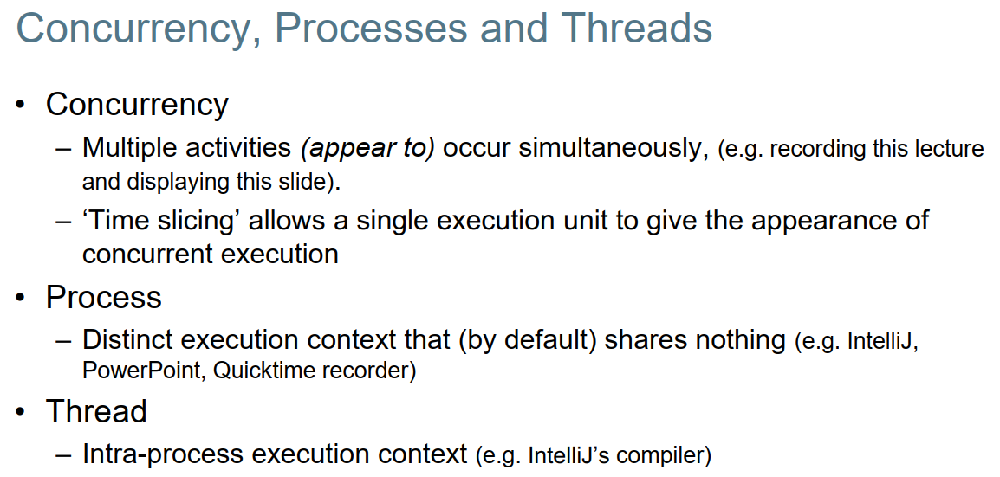 Concurrency, Processes and Threads
• Concurrency
– Multiple activities (appear to) occur simultaneously, (e.g. recording this lecture
and displaying this slide).
– ‘Time slicing’ allows a single execution unit to give the appearance of
concurrent execution
• Process
– Distinct execution context that (by default) shares nothing (e.g. IntelliJ,
PowerPoint, Quicktime recorder)
• Thread
– Intra-process execution context (e.g. IntelliJ’s compiler)